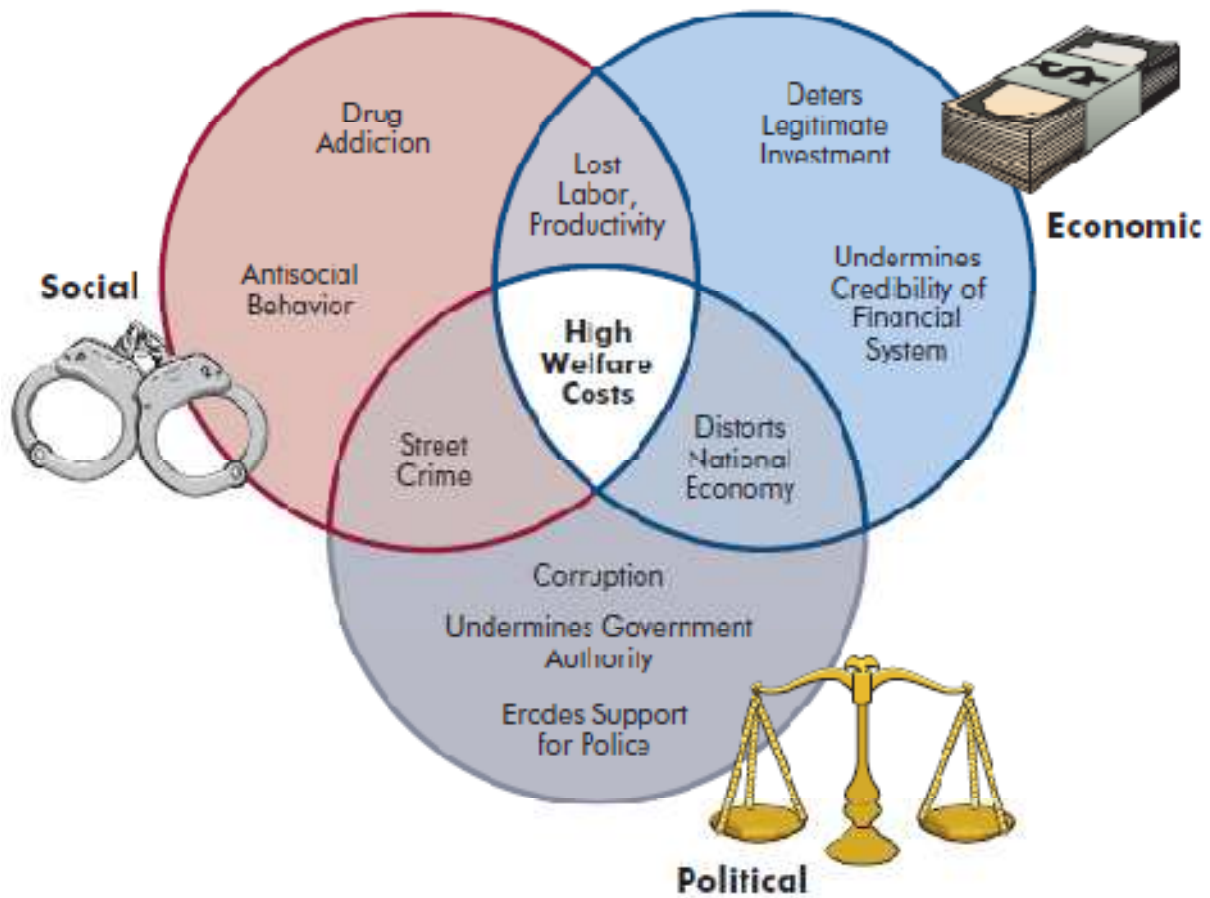 Drug
Addicion
Deters
Legitimate
Investment
Lost
Labor,
Productivity
Economic
Social
Antisocial
Behavior
Undermines
Credibility of
Financial
System
High
Welfare
Costs
Street
Crime
Distorts
National
Economy
Corruption
Undermines Government
Authority
Erodes Support
for Police
Political
$